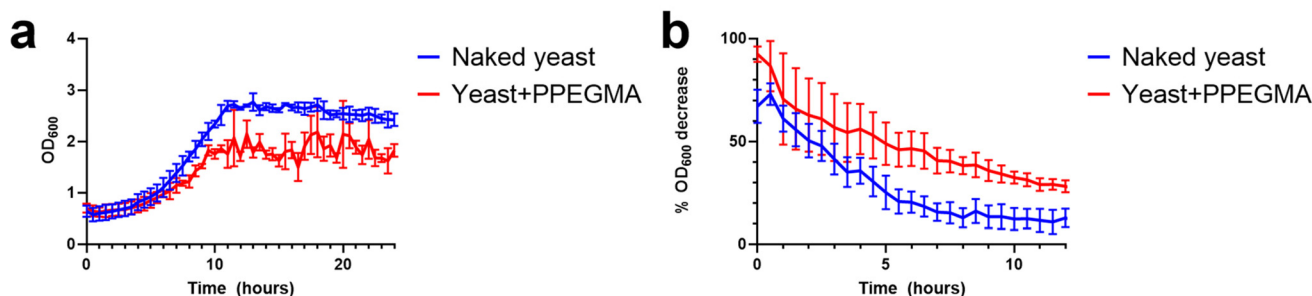 a
4
3
2
1
0
OD600
0
10
20
Time (hours)
Naked yeast
Yeast+PPEGMA
b
100
50
0
% OD600 decrease
0
5
10
Time (hours)
Naked yeast
Yeast+PPEGMA